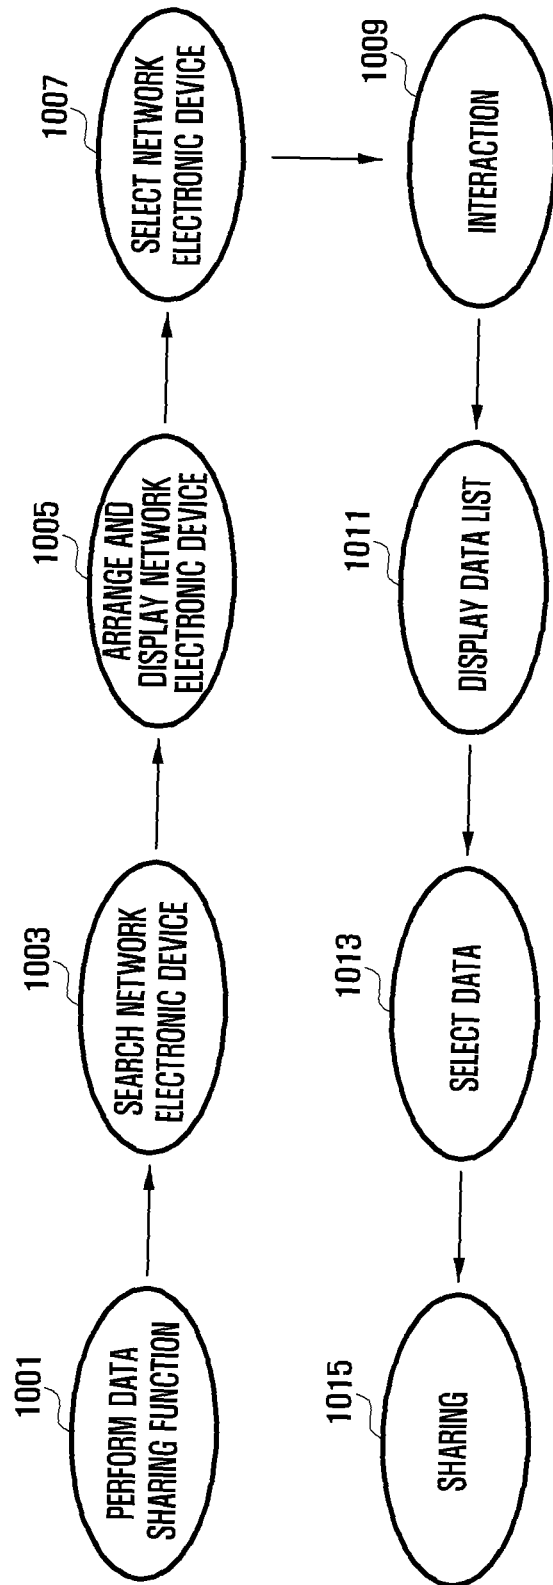 1001
PERFORM DATA
SHARING FUNCTION
1003
SEARCH NETWORK
ELECTRONIC DEVICE
1005
ARRANGE AND
DISPLAY NETWORK
ELECTRONIC DEVICE
1007
SELECT NETWORK
ELECTRONIC DEVICE
1009
INTERACTION
1011
DISPLAY DATA LIST
1013
SELECT DATA
1015
SHARING